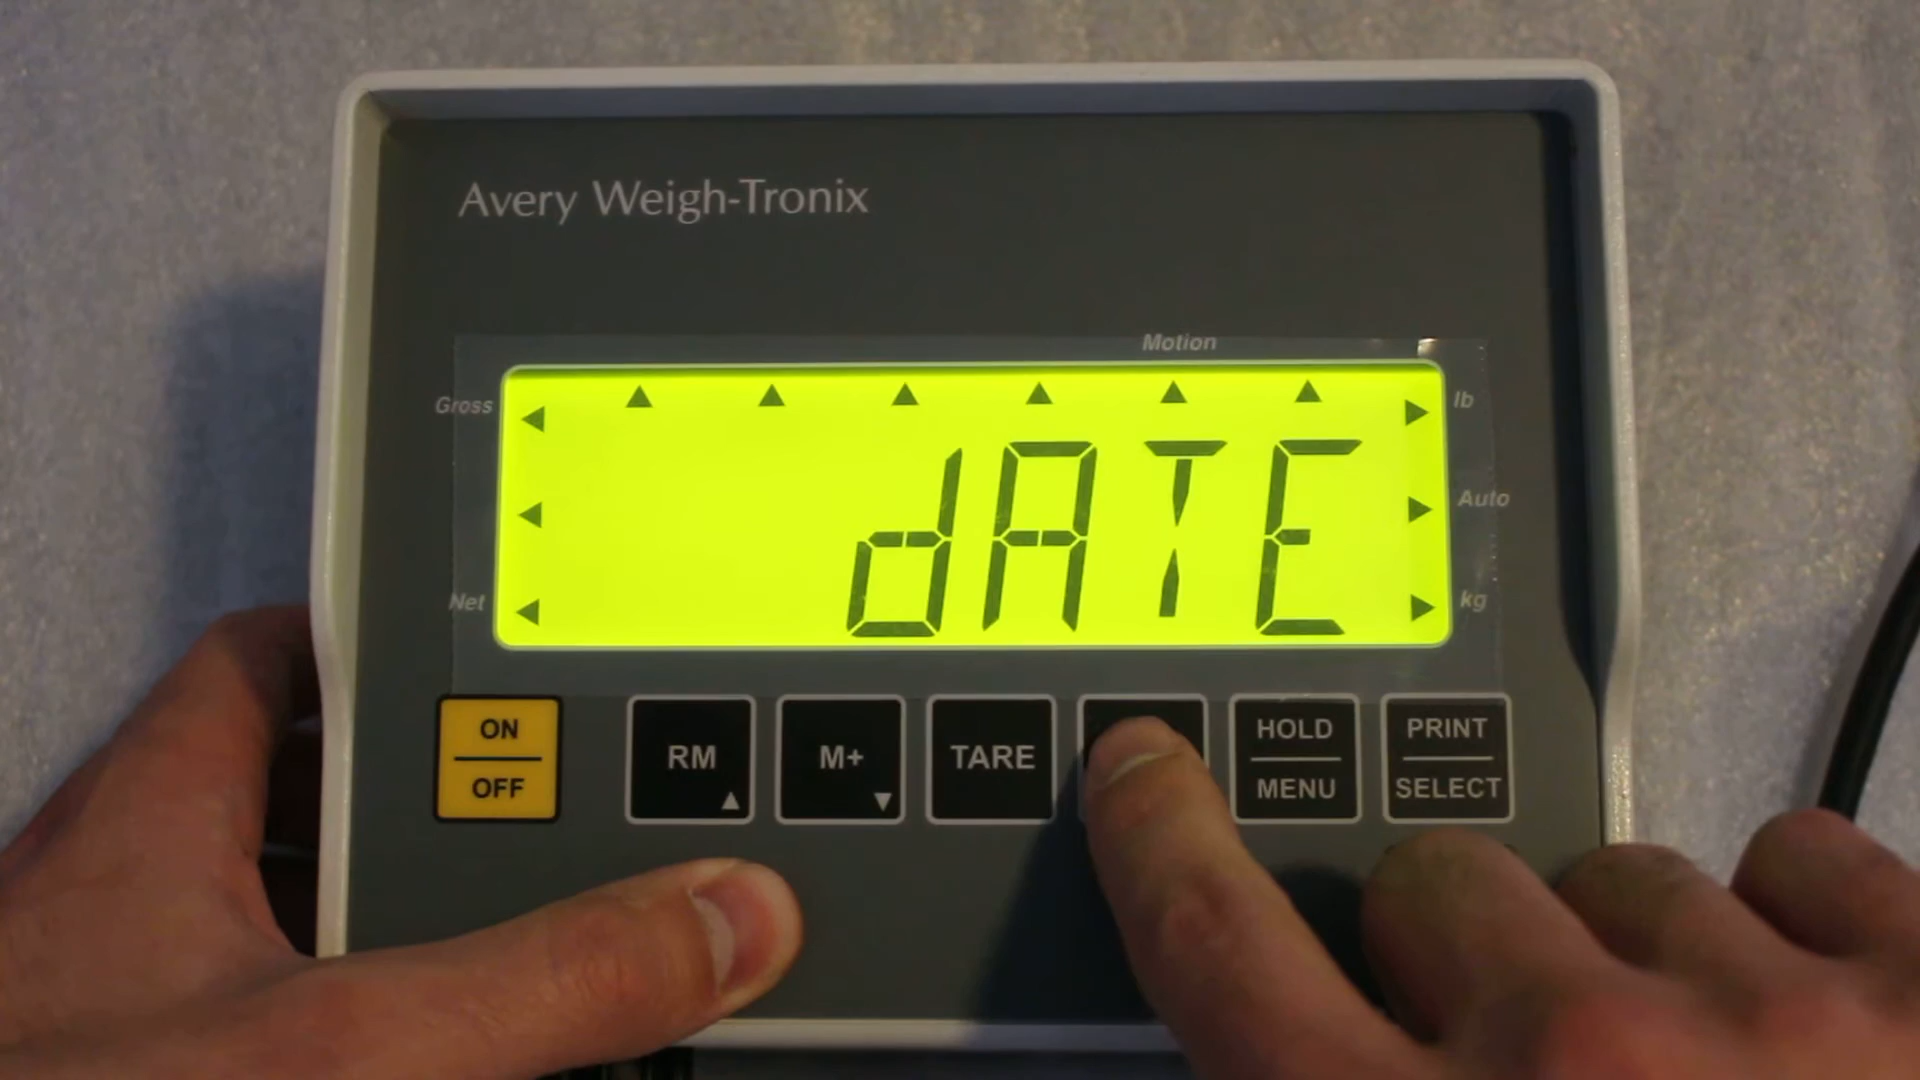 Avery Weigh-Tronix
Motion
Gross
lb
dATE
Auto
Net
kg
ON
OFF
RM
M+
TARE
HOLD
MENU
PRINT
SELECT